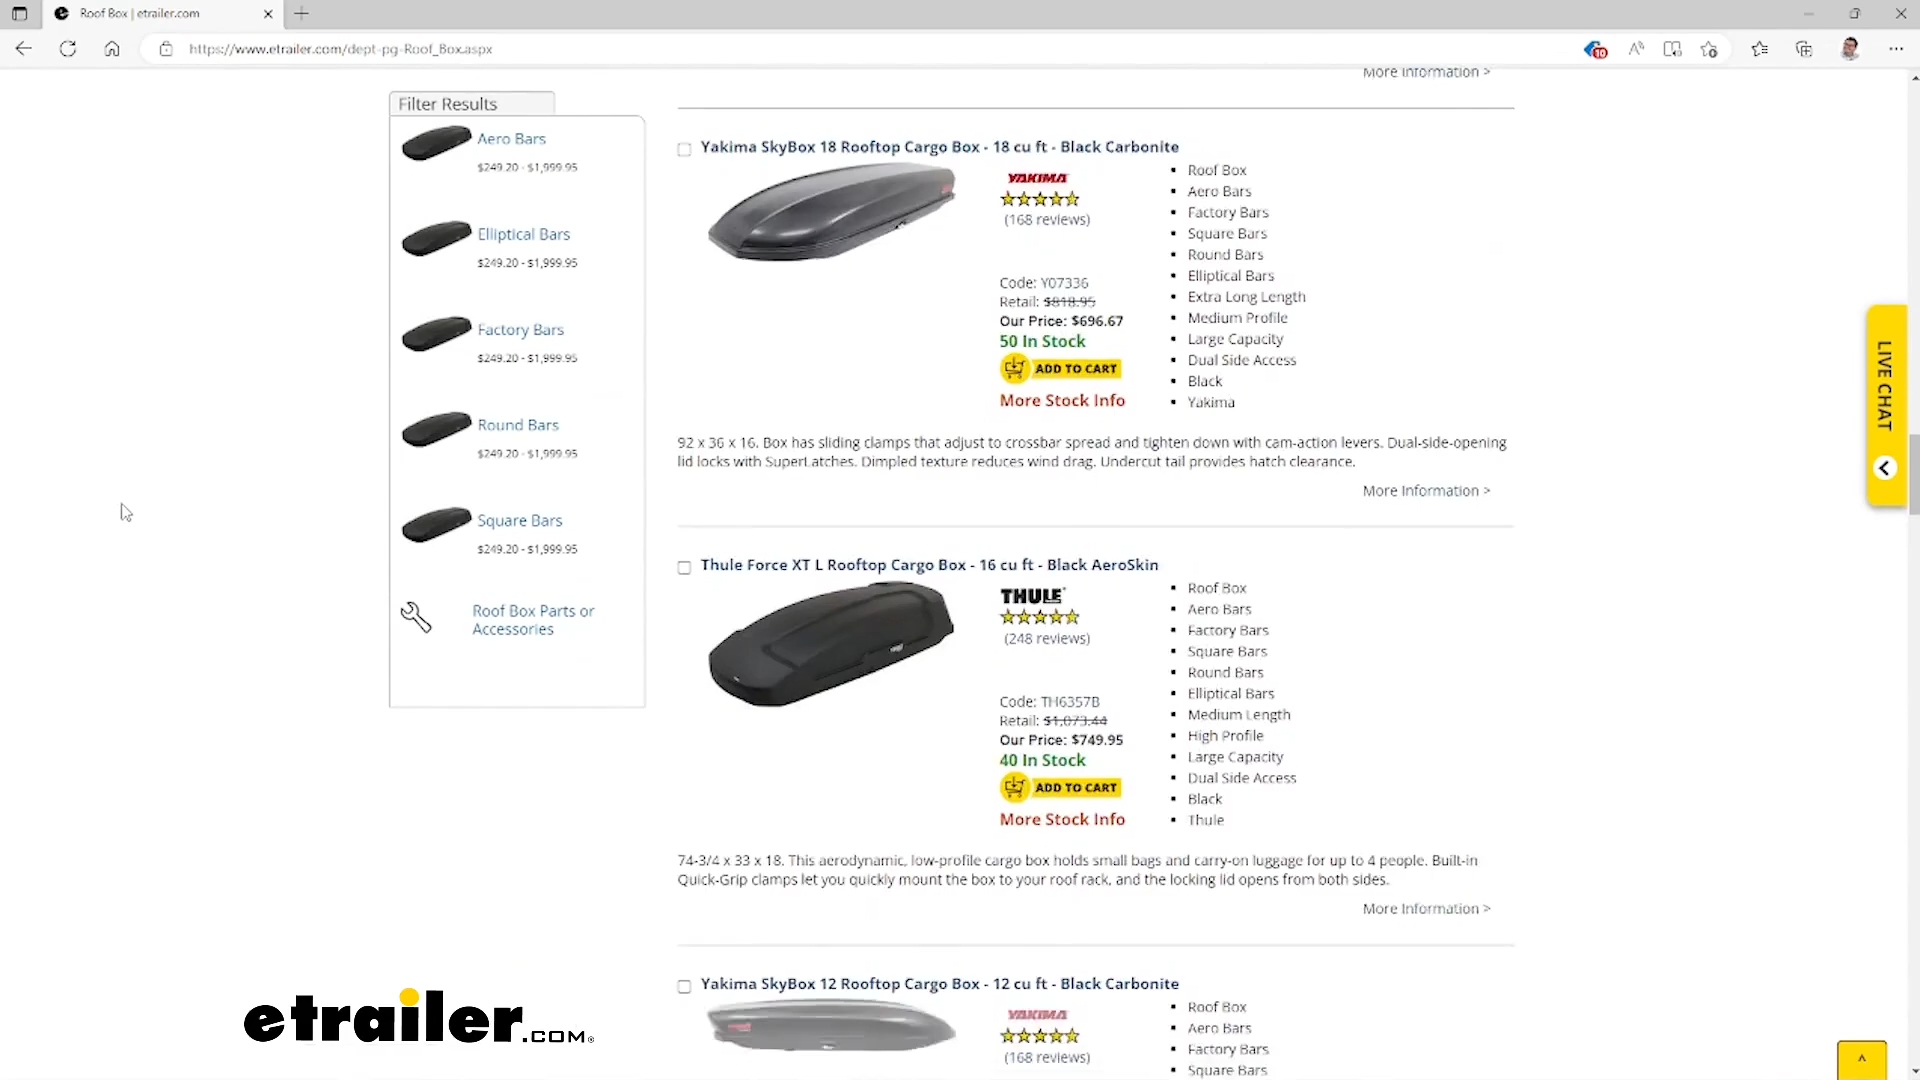 Roof Box | etrailer.com
https://www.etrailer.com/dept-pg-Roof_Box.aspx
10
More Information >
Filter Results
Aero Bars
$249.20 - $1,999.95
Elliptical Bars
$249.20 - $1,999.95
Factory Bars
$249.20 - $1,999.95
Round Bars
$249.20 - $1,999.95
Square Bars
$249.20 - $1,999.95
Roof Box Parts or
Accessories
Yakima SkyBox 18 Rooftop Cargo Box - 18 cu ft - Black Carbonite
YAKIMA
(168 reviews)
Code: Y07336
Retail: $818.95
Our Price: $696.67
50 In Stock
ADD TO CART
More Stock Info
Roof Box
Aero Bars
Factory Bars
Square Bars
Round Bars
Elliptical Bars
Extra Long Length
Medium Profile
Large Capacity
Dual Side Access
Black
Yakima
92 x 36 x 16. Box has sliding clamps that adjust to crossbar spread and tighten down with cam-action levers. Dual-side-opening
lid locks with SuperLatches. Dimpled texture reduces wind drag. Undercut tail provides hatch clearance.
More Information >
Thule Force XT L Rooftop Cargo Box - 16 cu ft - Black AeroSkin
THULE
(248 reviews)
Code: TH6357B
Retail: $1,073.44
Our Price: $749.95
40 In Stock
ADD TO CART
More Stock Info
Roof Box
Aero Bars
Factory Bars
Square Bars
Round Bars
Elliptical Bars
Medium Length
High Profile
Large Capacity
Dual Side Access
Black
Thule
74-3/4 x 33 x 18. This aerodynamic, low-profile cargo box holds small bags and carry-on luggage for up to 4 people. Built-in
Quick-Grip clamps let you quickly mount the box to your roof rack, and the locking lid opens from both sides.
More Information >
Yakima SkyBox 12 Rooftop Cargo Box - 12 cu ft - Black Carbonite
YAKIMA
(168 reviews)
Roof Box
Aero Bars
Factory Bars
Square Bars
LIVE CHAT
etrailer.COM